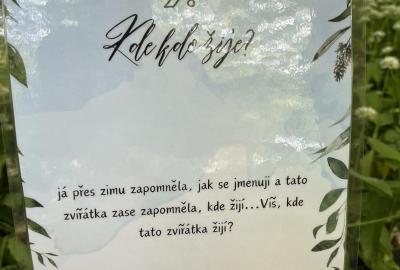 Kde kdo žije?
já přes zimu zapomněla, jak se jmenuji a tato
zvířátka zase zapomněla, kde žijí...Víš, kde
tato zvířátka žijí?